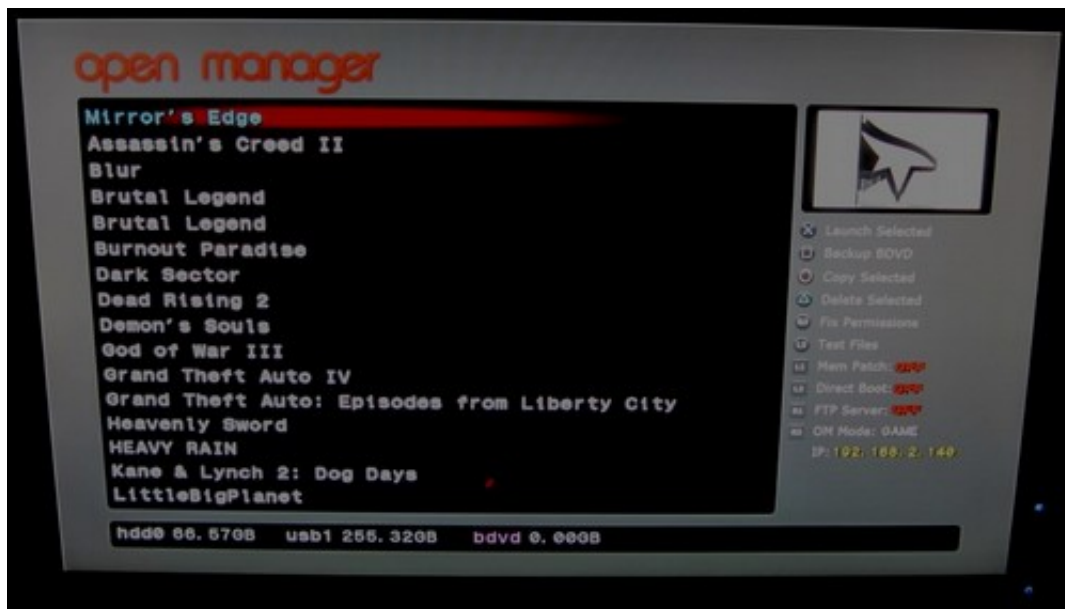 open manager
Mirror's Edge
Assassin's Creed II
Blur
Brutal Legend
Brutal Legend
Burnout Paradise
Dark Sector
Dead Rising 2
Demon's Souls
God of War III
Grand Theft Auto IV
Grand Theft Auto: Episodes from Liberty City
Heavenly Sword
HEAVY RAIN
Kane & Lynch 2: Dog Days
LittleBigPlanet
Launch Selected
Backup BDVD
Copy Selected
Delete Selected
Fix Permissions
Test Files
Mem Patch: OFF
Direct Boot: OFF
FTP Server: OFF
OM Mode: GAME
IP: 192.168.2.140
hdd0 66.57GB usb1 255.32GB bdvd 0.00GB